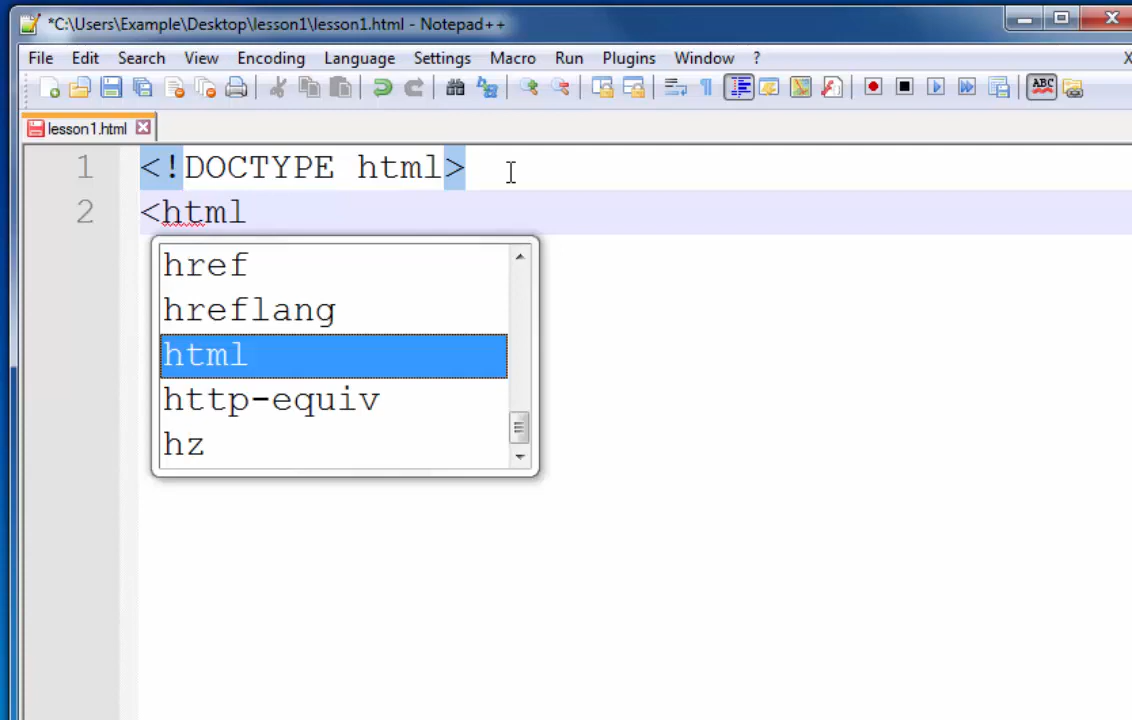 *C:\Users\Example\Desktop\lesson1\lesson1.html - Notepad++
File Edit Search View Encoding Language Settings Macro Run Plugins Window ? X
ABC
lesson1.html
1 <!DOCTYPE html>
2 <html
href
hreflang
html
http-equiv
hz